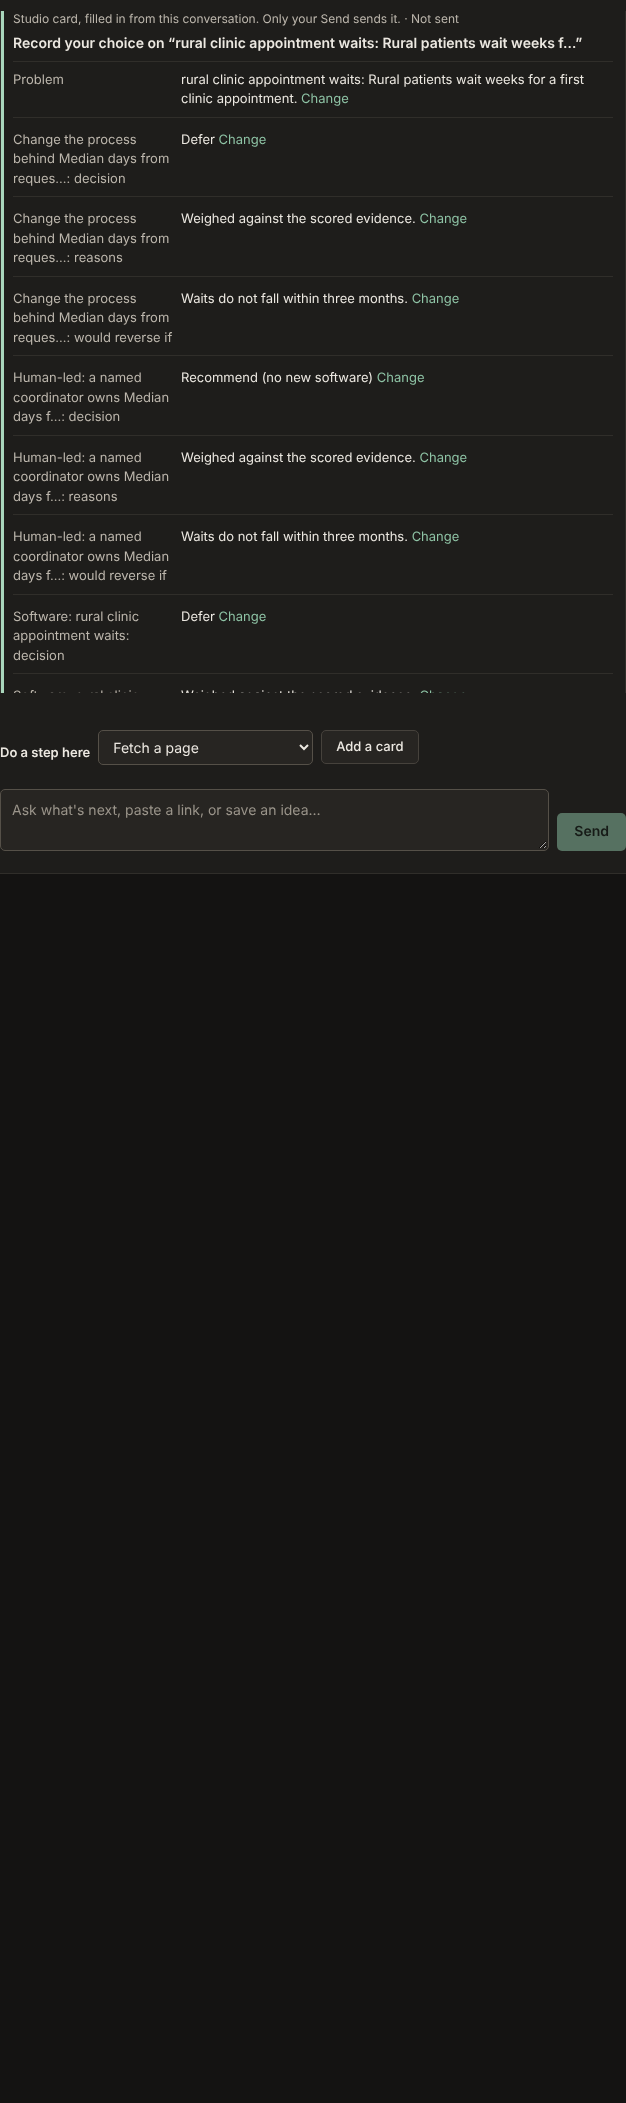 Studio card, filled in from this conversation. Only your Send sends it. · Not sent
Record your choice on “rural clinic appointment waits: Rural patients wait weeks f…”
Problem
rural clinic appointment waits: Rural patients wait weeks for a first
clinic appointment. Change
Change the process
behind Median days from
reques…: decision
Defer Change
Change the process
behind Median days from
reques…: reasons
Weighed against the scored evidence. Change
Change the process
behind Median days from
reques…: would reverse if
Waits do not fall within three months. Change
Human-led: a named
coordinator owns Median
days f…: decision
Recommend (no new software) Change
Human-led: a named
coordinator owns Median
days f…: reasons
Weighed against the scored evidence. Change
Human-led: a named
coordinator owns Median
days f…: would reverse if
Waits do not fall within three months. Change
Software: rural clinic
appointment waits:
decision
Defer Change
Do a step here
Fetch a page
Add a card
Ask what's next, paste a link, or save an idea…
Send